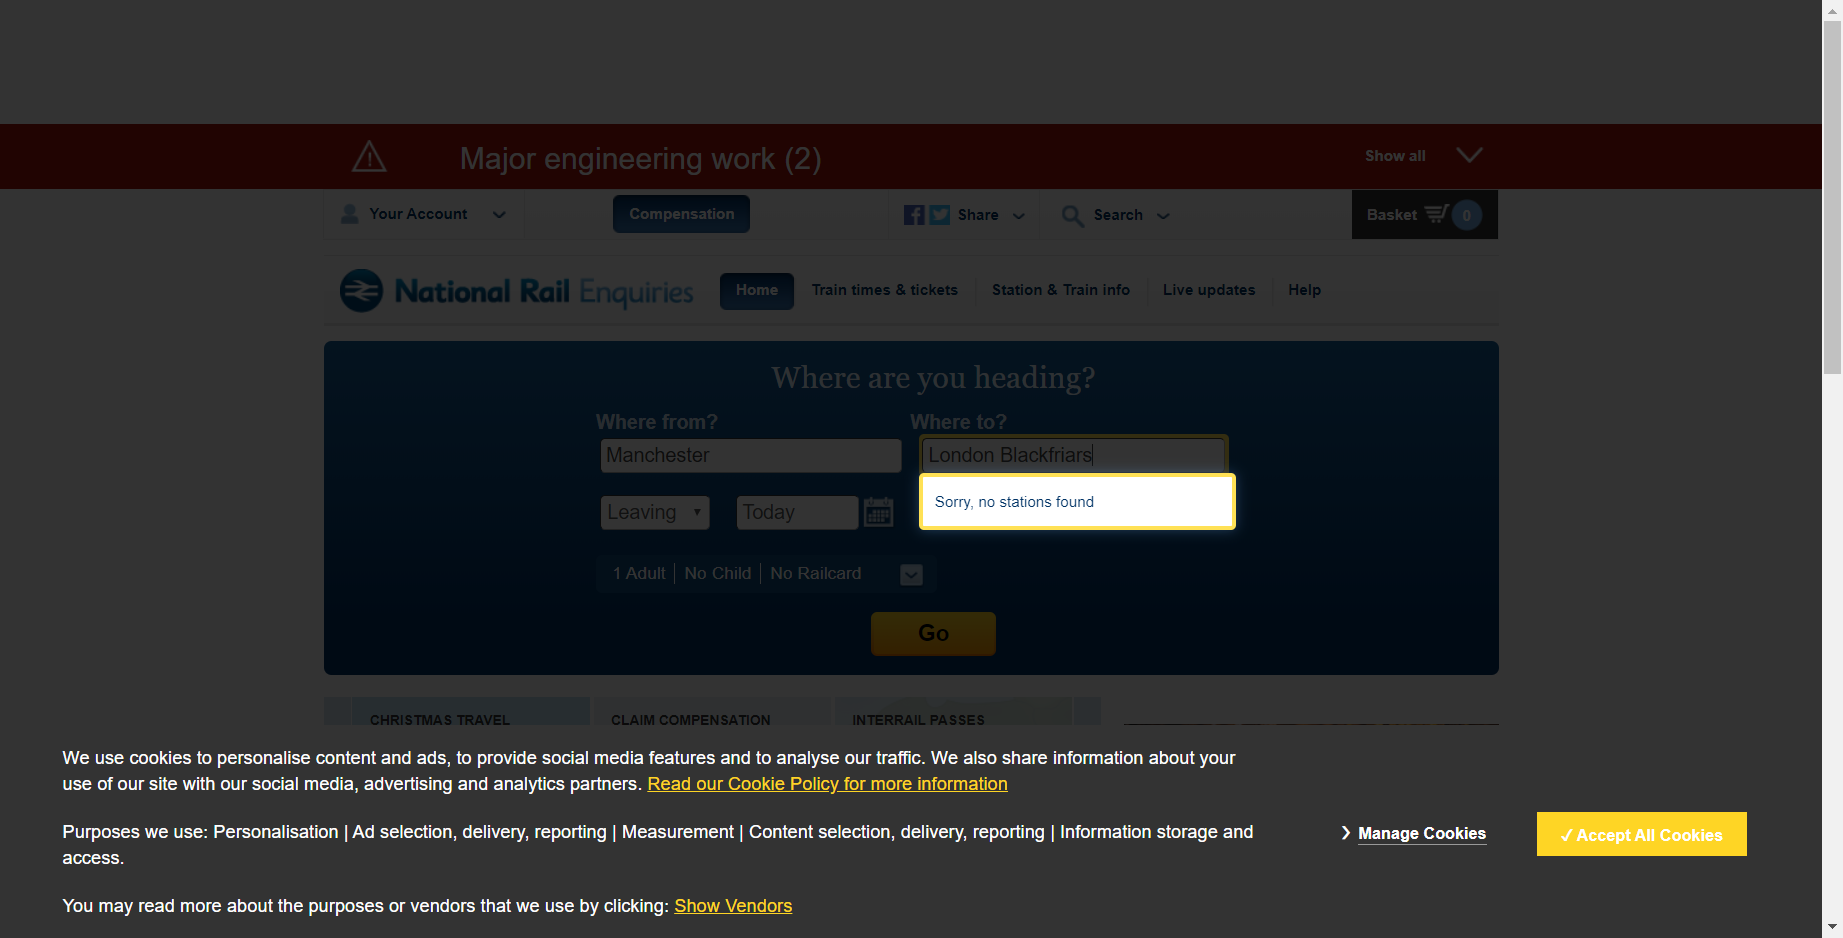 Major engineering work (2)
Show all
Your Account
Compensation
Share
Search
Basket 0
National Rail Enquiries
Home
Train times & tickets
Station & Train info
Live updates
Help
Where are you heading?
Where from?
Where to?
Manchester
London Blackfriars
Sorry, no stations found
Leaving
Today
1 Adult | No Child | No Railcard
Go
CHRISTMAS TRAVEL
CLAIM COMPENSATION
INTERRAIL PASSES
We use cookies to personalise content and ads, to provide social media features and to analyse our traffic. We also share information about your
use of our site with our social media, advertising and analytics partners. Read our Cookie Policy for more information
Purposes we use: Personalisation | Ad selection, delivery, reporting | Measurement | Content selection, delivery, reporting | Information storage and
access.
Manage Cookies
✓ Accept All Cookies
You may read more about the purposes or vendors that we use by clicking: Show Vendors